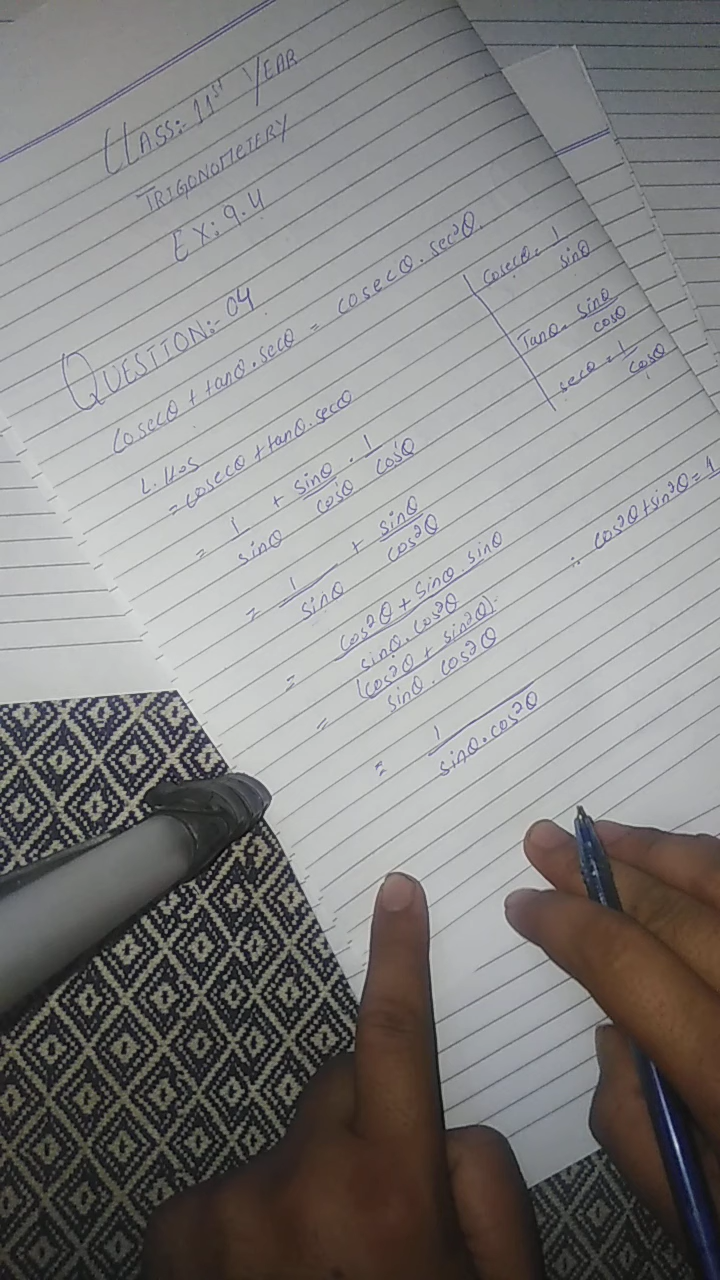 CLASS:- 11st YEAR
TRIGONOMETERY
EX: 9.4
QUESTION:- 04
cosecθ + tanθ.secθ = cosecθ.sec²θ.
L.H.S
= cosecθ + tanθ.secθ
= 1/sinθ + sinθ/cosθ . 1/cosθ
= 1/sinθ + sinθ/cos²θ
= cos²θ + sinθ.sinθ / sinθ.cos²θ
= (cos²θ + sin²θ) / sinθ.cos²θ
∴ cos²θ + sin²θ = 1
= 1 / sinθ.cos²θ
cosecθ = 1/sinθ
Tanθ = sinθ/cosθ
secθ = 1/cosθ